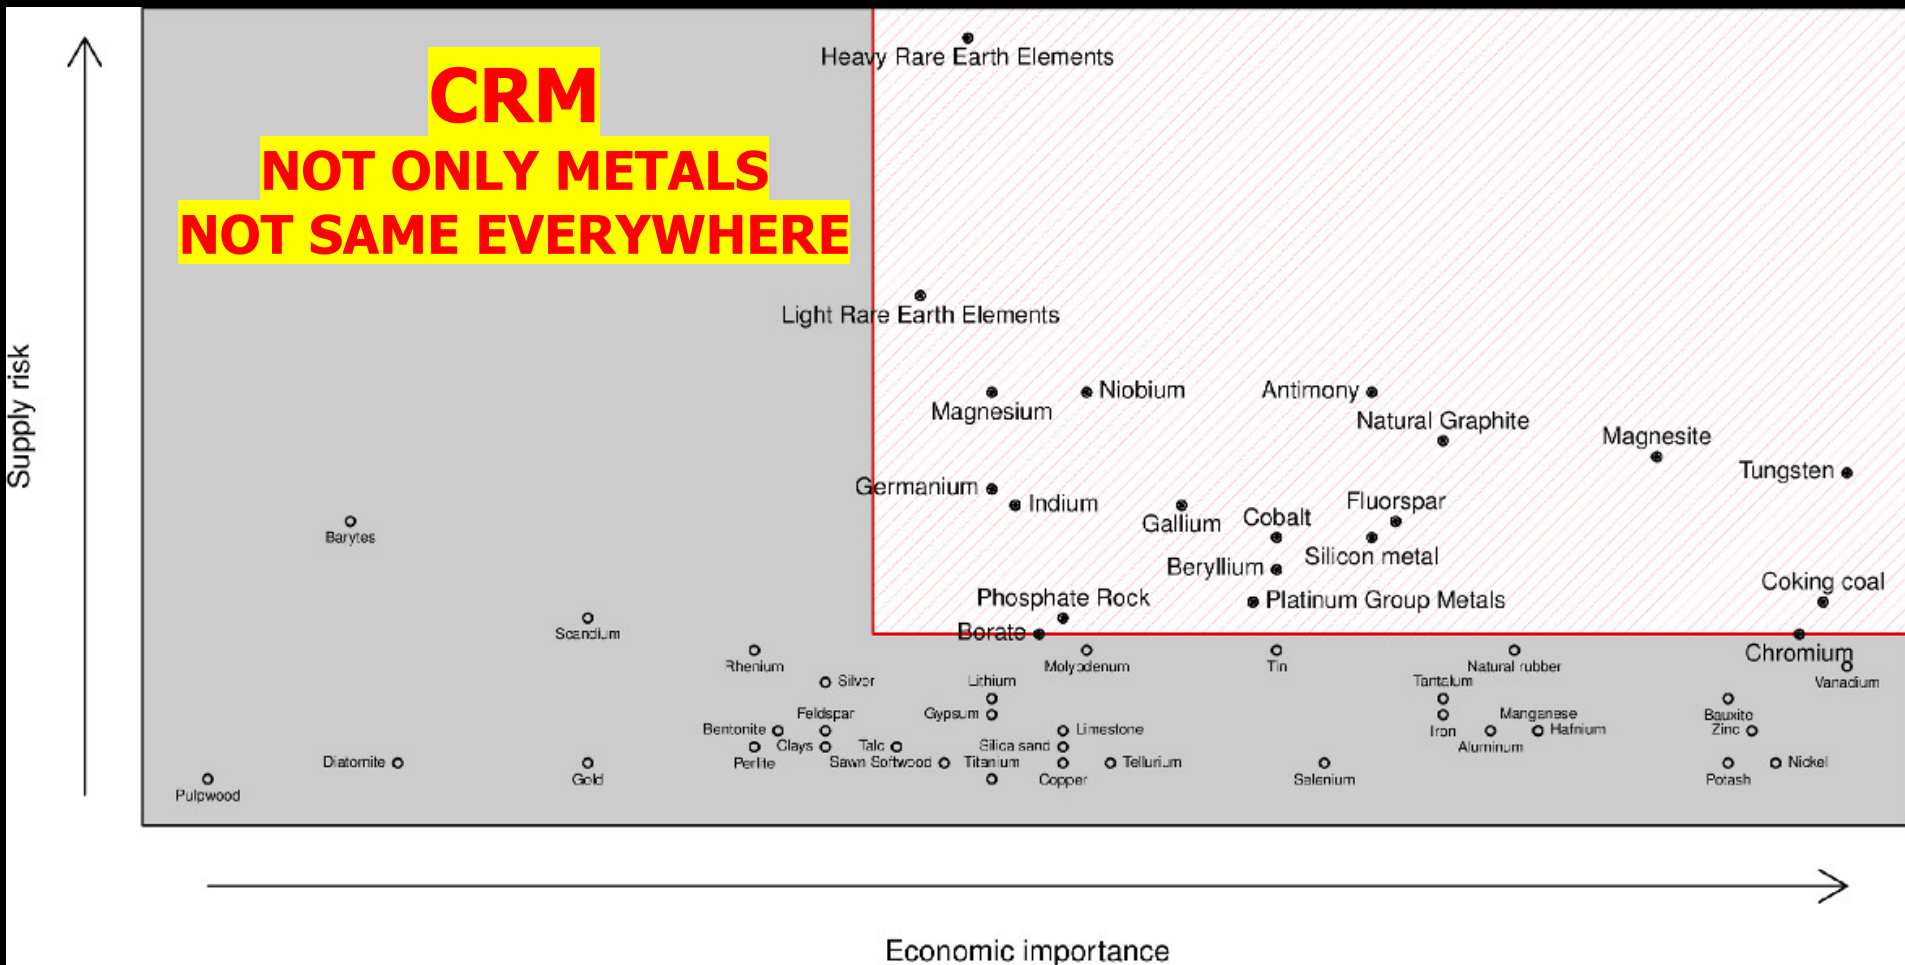 CRM
NOT ONLY METALS
NOT SAME EVERYWHERE
Supply risk
Heavy Rare Earth Elements
Light Rare Earth Elements
Magnesium
Niobium
Antimony
Natural Graphite
Magnesite
Tungsten
Germanium
Indium
Gallium
Cobalt
Fluorspar
Silicon metal
Beryllium
Barytes
Coking coal
Phosphate Rock
Platinum Group Metals
Scandium
Borate
Chromium
Rhenium
Molybdenum
Tin
Natural rubber
Vanadium
Silver
Lithium
Tantalum
Feldspar
Gypsum
Manganese
Bauxito
Bentonite
Limestone
Iron
Hafnium
Zinc
Clays
Talc
Silica sand
Aluminum
Perlite
Sawn Softwood
Titanium
Diatomite
Gold
Copper
Tellurium
Selenium
Potash
Nickel
Pulpwood
Economic importance